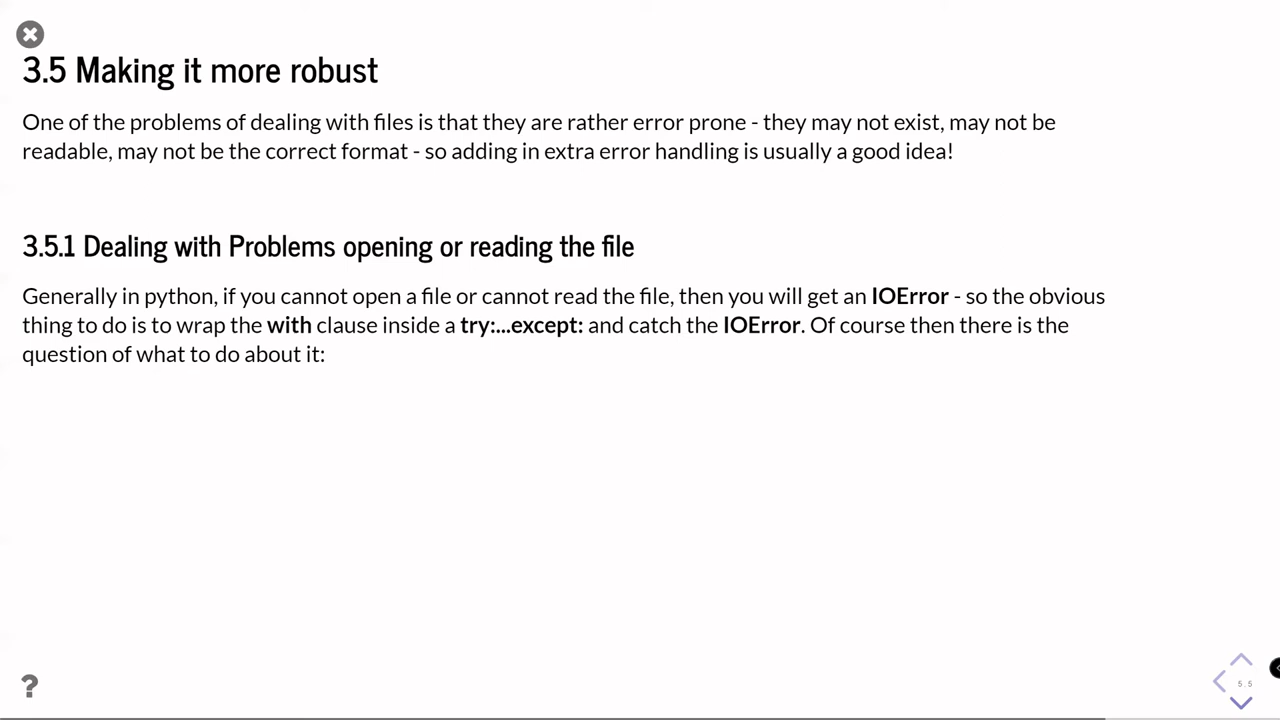 3.5 Making it more robust
One of the problems of dealing with files is that they are rather error prone - they may not exist, may not be
readable, may not be the correct format - so adding in extra error handling is usually a good idea!
3.5.1 Dealing with Problems opening or reading the file
Generally in python, if you cannot open a file or cannot read the file, then you will get an IOError - so the obvious
thing to do is to wrap the with clause inside a try:...except: and catch the IOError. Of course then there is the
question of what to do about it:
?
5.5